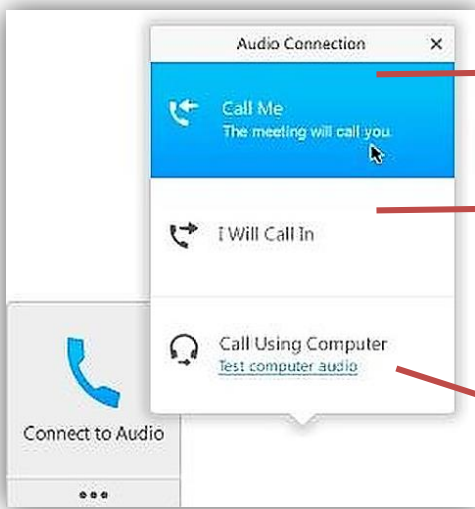 Audio Connection
Call Me
The meeting will call you.
I Will Call In
Call Using Computer
Test computer audio
Connect to Audio